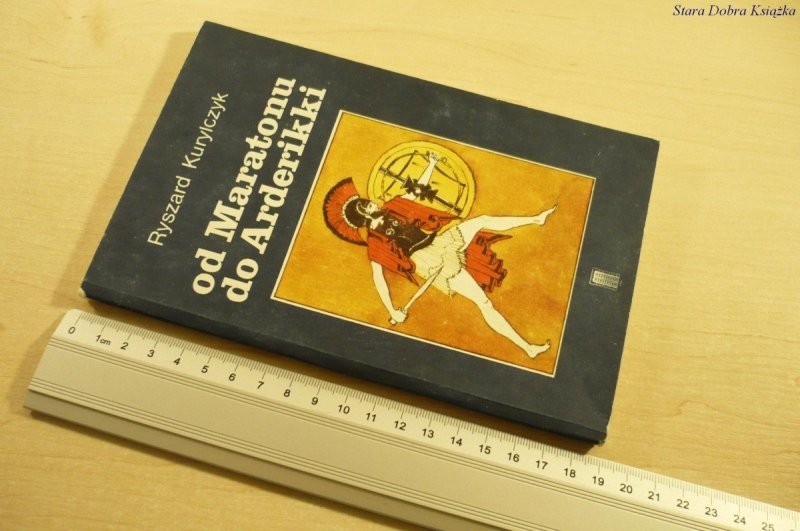 Stara Dobra Książka
Ryszard Kurylczyk
od Maratonu
do Arderikki
0 1cm 2 3 4 5 6 7 8 9 10 11 12 13 14 15 16 17 18 19 20 21 22 23 24 25